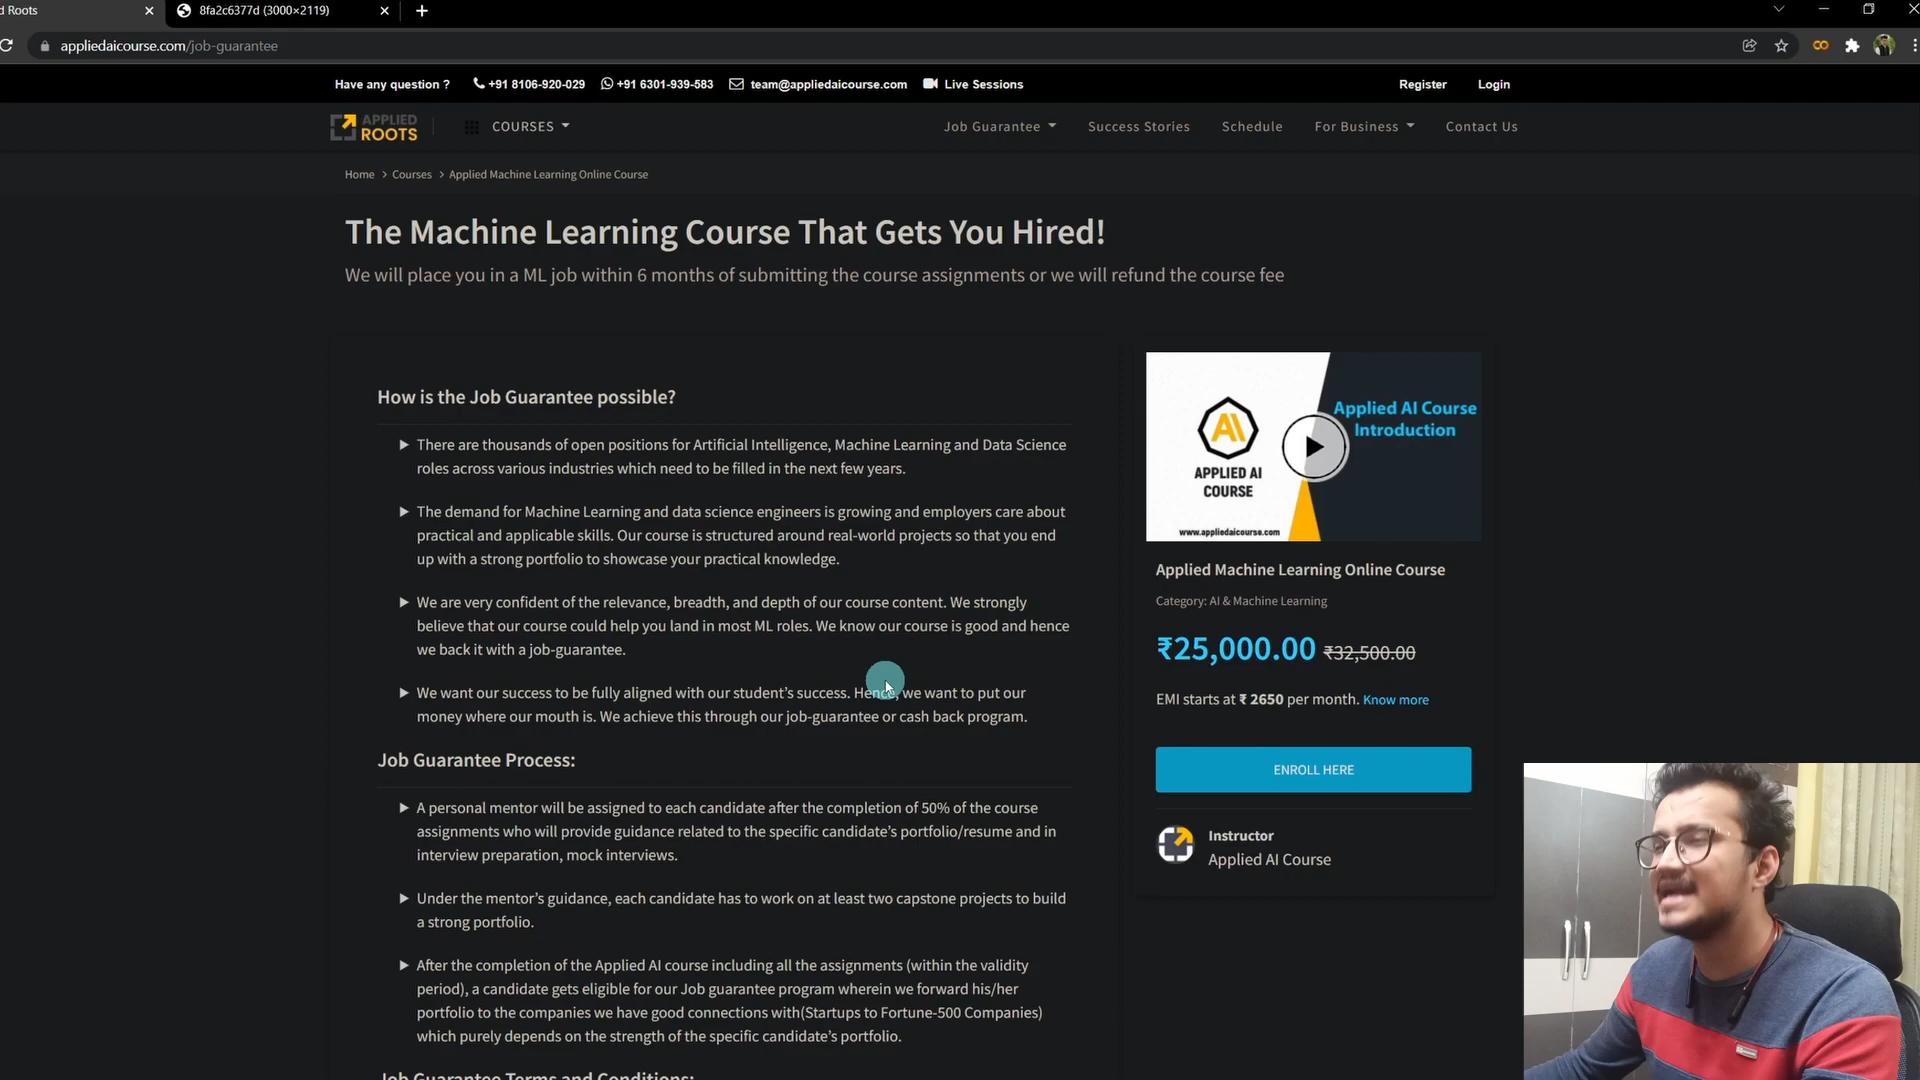 d Roots
8fa2c6377d (3000×2119)
appliedaicourse.com/job-guarantee
Have any question ? +91 8106-920-029 +91 6301-939-583 team@appliedaicourse.com Live Sessions Register Login
APPLIED ROOTS COURSES Job Guarantee Success Stories Schedule For Business Contact Us
Home > Courses > Applied Machine Learning Online Course
The Machine Learning Course That Gets You Hired!
We will place you in a ML job within 6 months of submitting the course assignments or we will refund the course fee
How is the Job Guarantee possible?
There are thousands of open positions for Artificial Intelligence, Machine Learning and Data Science
roles across various industries which need to be filled in the next few years.
The demand for Machine Learning and data science engineers is growing and employers care about
practical and applicable skills. Our course is structured around real-world projects so that you end
up with a strong portfolio to showcase your practical knowledge.
We are very confident of the relevance, breadth, and depth of our course content. We strongly
believe that our course could help you land in most ML roles. We know our course is good and hence
we back it with a job-guarantee.
We want our success to be fully aligned with our student's success. Hence, we want to put our
money where our mouth is. We achieve this through our job-guarantee or cash back program.
Job Guarantee Process:
A personal mentor will be assigned to each candidate after the completion of 50% of the course
assignments who will provide guidance related to the specific candidate's portfolio/resume and in
interview preparation, mock interviews.
Under the mentor's guidance, each candidate has to work on at least two capstone projects to build
a strong portfolio.
After the completion of the Applied AI course including all the assignments (within the validity
period), a candidate gets eligible for our Job guarantee program wherein we forward his/her
portfolio to the companies we have good connections with(Startups to Fortune-500 Companies)
which purely depends on the strength of the specific candidate's portfolio.
Job Guarantee Terms and Conditions:
Applied AI Course
Introduction
APPLIED AI
COURSE
www.appliedaicourse.com
Applied Machine Learning Online Course
Category: AI & Machine Learning
₹25,000.00 ₹32,500.00
EMI starts at ₹ 2650 per month. Know more
ENROLL HERE
Instructor
Applied AI Course